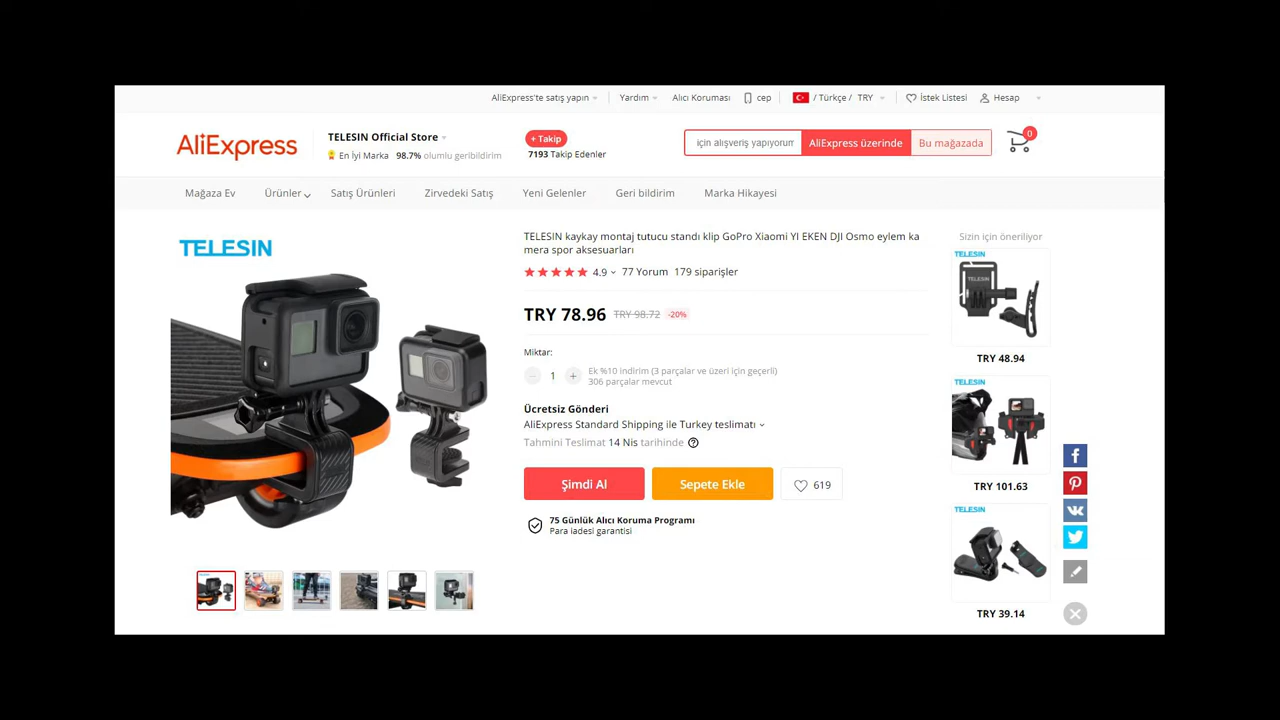 AliExpress'te satış yapın
Yardım
Alıcı Koruması
cep
/ Türkçe / TRY
İstek Listesi
Hesap
AliExpress
TELESIN Official Store
En İyi Marka 98.7% olumlu geribildirim
+ Takip
7193 Takip Edenler
için alışveriş yapıyorum
AliExpress üzerinde
Bu mağazada
0
Mağaza Ev
Ürünler
Satış Ürünleri
Zirvedeki Satış
Yeni Gelenler
Geri bildirim
Marka Hikayesi
TELESIN
TELESIN kaykay montaj tutucu standı klip GoPro Xiaomi YI EKEN DJI Osmo eylem ka
mera spor aksesuarları
4.9 77 Yorum 179 siparişler
TRY 78.96 TRY 98.72 -20%
Miktar:
1
Ek %10 indirim (3 parçalar ve üzeri için geçerli)
306 parçalar mevcut
Ücretsiz Gönderi
AliExpress Standard Shipping ile Turkey teslimatı
Tahmini Teslimat 14 Nis tarihinde
Şimdi Al
Sepete Ekle
619
75 Günlük Alıcı Koruma Programı
Para iadesi garantisi
Sizin için öneriliyor
TELESIN
TRY 48.94
TELESIN
TRY 101.63
TELESIN
TRY 39.14